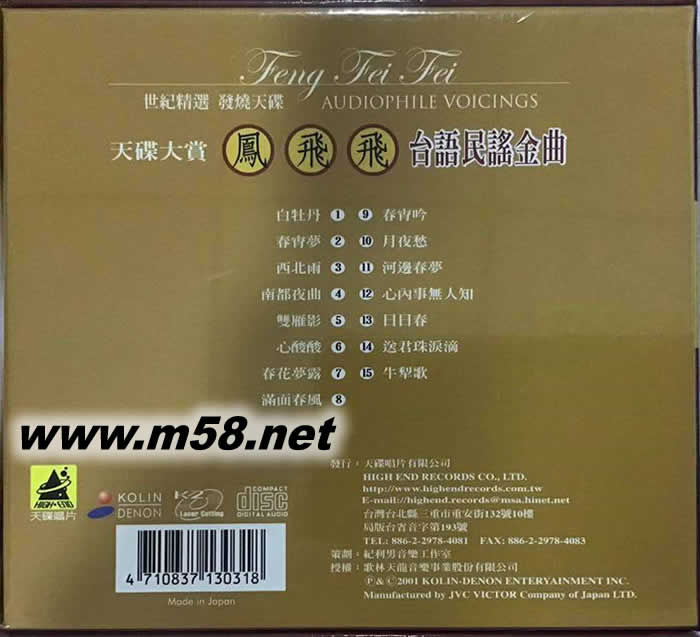 Feng Fei Fei
世紀精選 發燒天碟 AUDIOPHILE VOICINGS
天碟大賞 鳳飛飛 台語民謠金曲
白牡丹 1
春宵夢 2
西北雨 3
南都夜曲 4
雙雁影 5
心酸酸 6
春花夢露 7
滿面春風 8
9 春宵吟
10 月夜愁
11 河邊春夢
12 心內事無人知
13 日日春
14 送君珠淚滴
15 牛犁歌
www.m58.net
發行：天碟唱片有限公司
HIGH END RECORDS CO., LTD.
http://www.highendrecords.com.tw
E-mail://highend.records@msa.hinet.net
台灣台北縣三重市重安街132號10樓
局版台省音字第193號
TEL: 886-2-2978-4081 FAX: 886-2-2978-4083
策劃：紀利男音樂工作室
授權：歌林天龍音樂事業股份有限公司
℗&©2001 KOLIN-DENON ENTERYAINMENT INC.
Manufactured by JVC VICTOR Company of Japan LTD.
HIGH-END
天碟唱片
KOLIN
DENON
K2
Laser Cutting
COMPACT
disc
DIGITAL AUDIO
4 710837 130318
Made in Japan